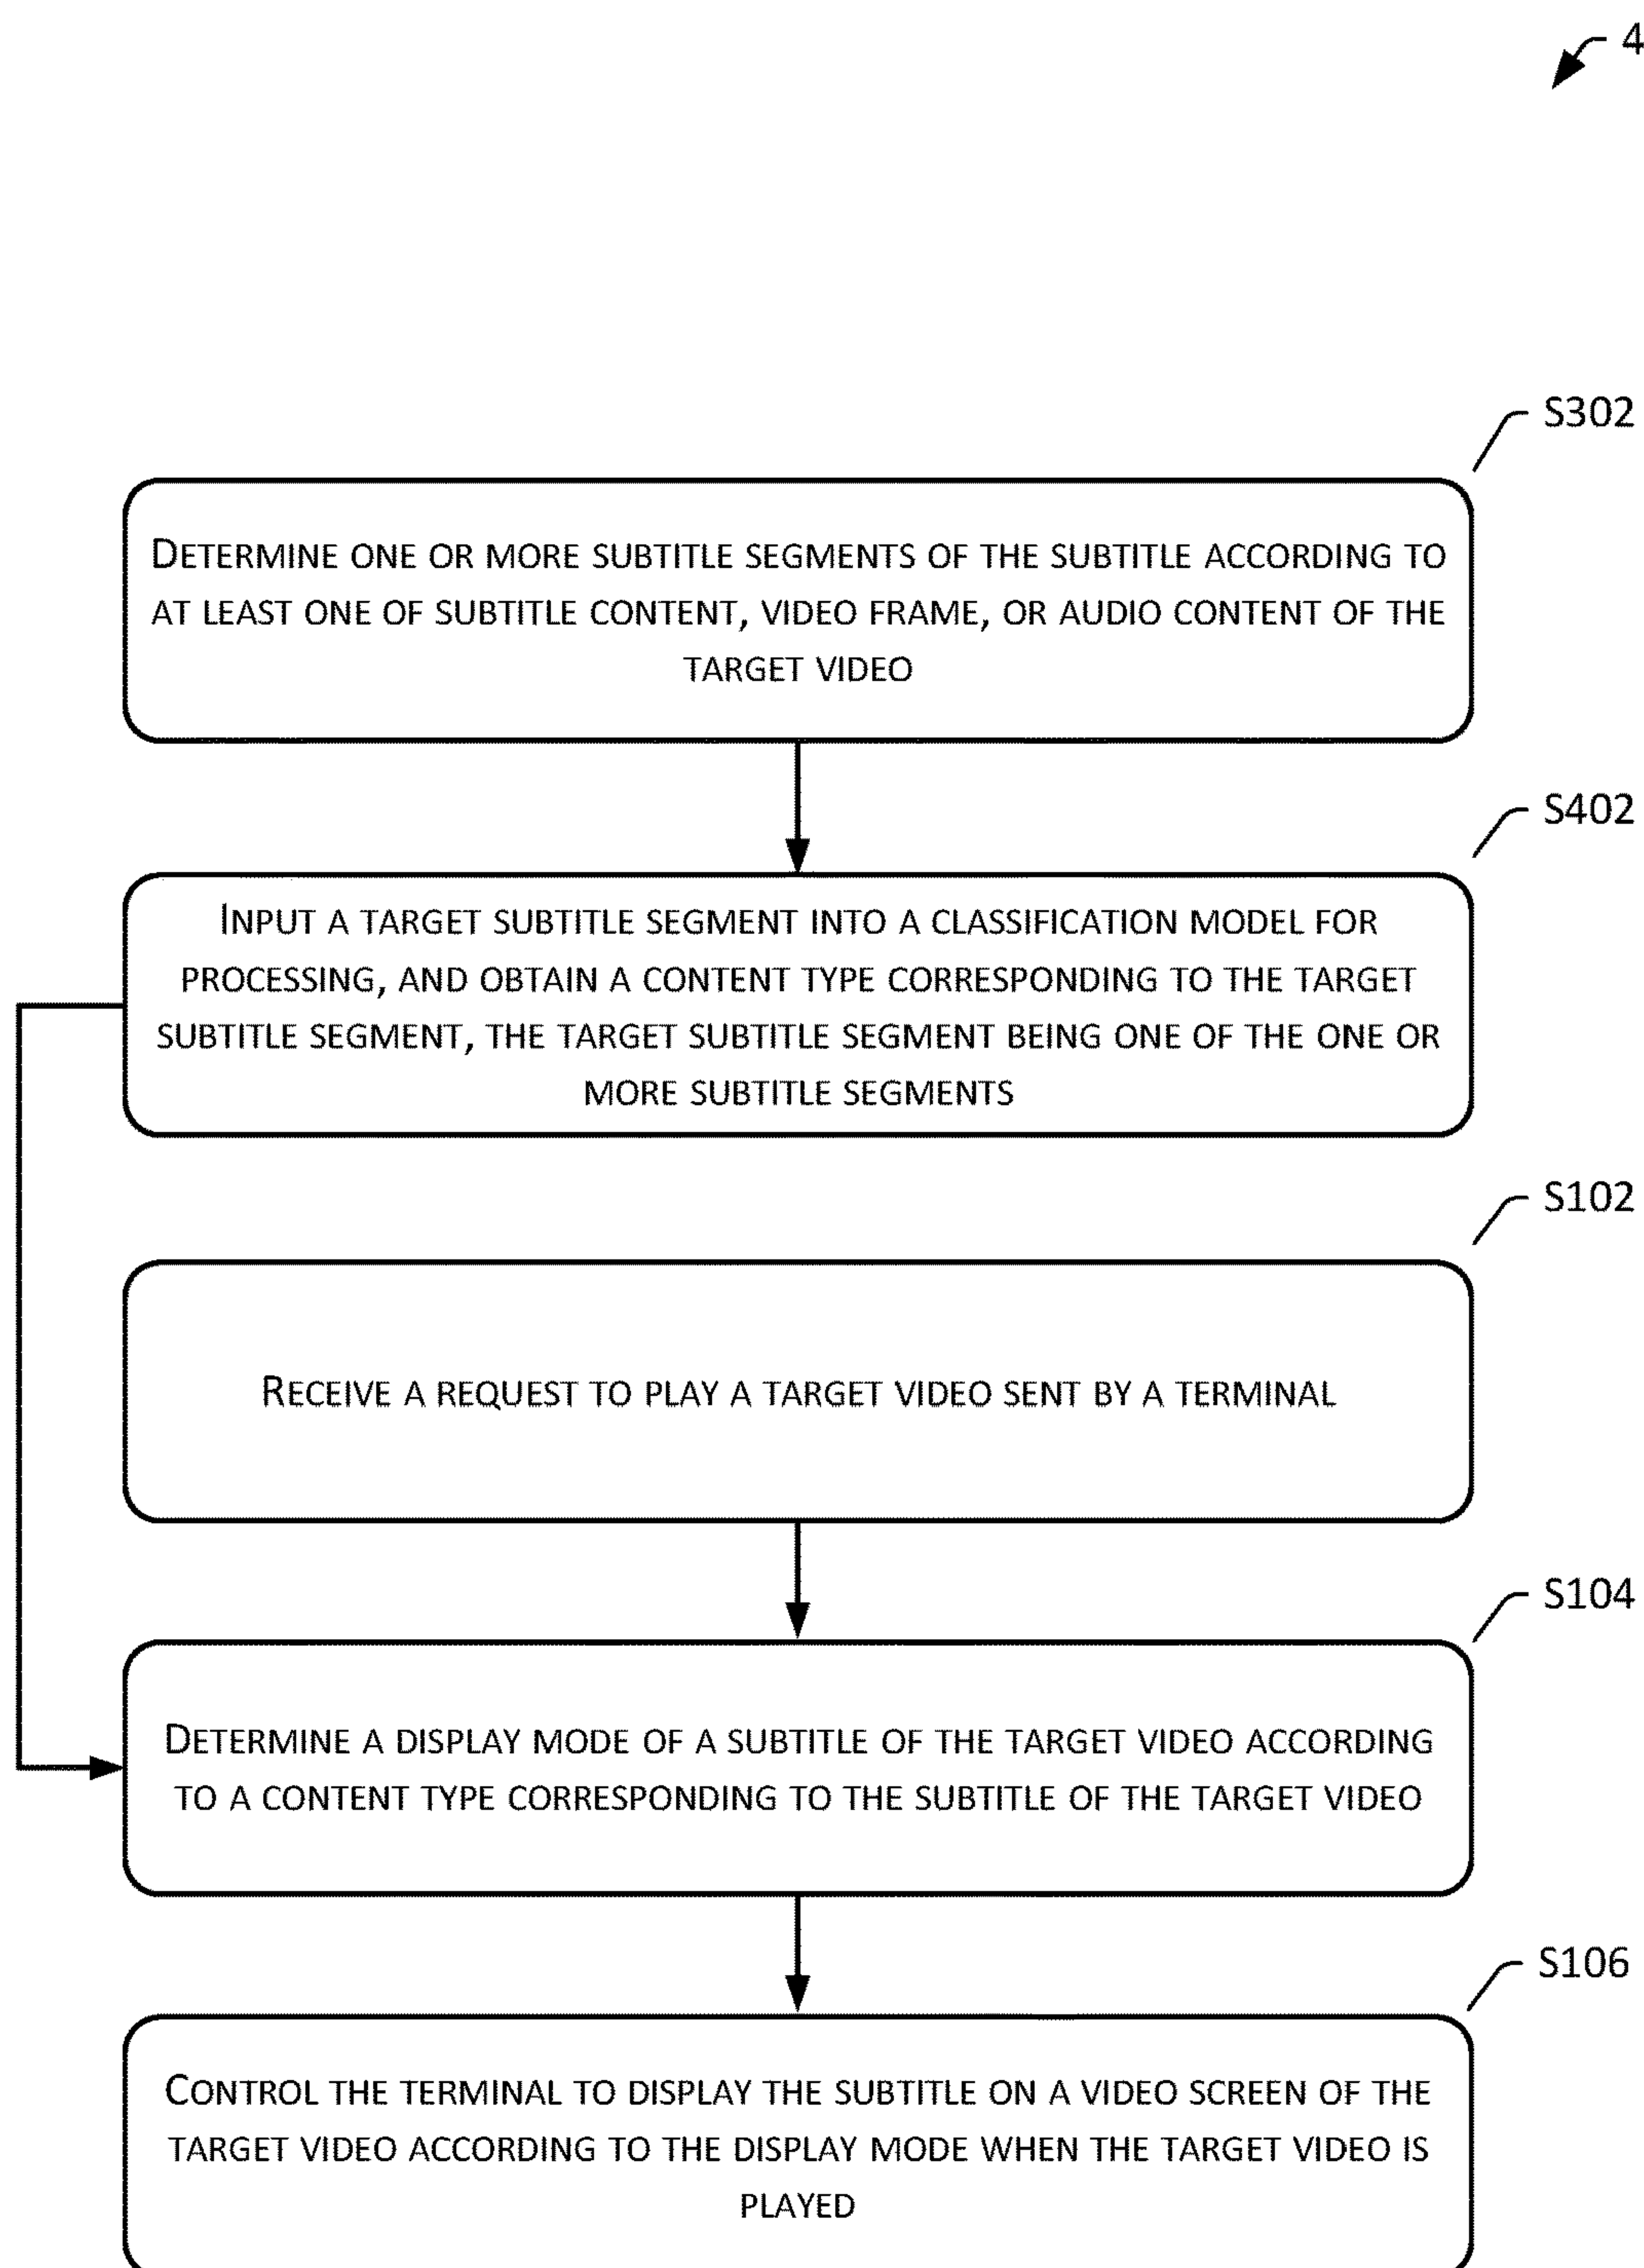 4
S302
DETERMINE ONE OR MORE SUBTITLE SEGMENTS OF THE SUBTITLE ACCORDING TO
AT LEAST ONE OF SUBTITLE CONTENT, VIDEO FRAME, OR AUDIO CONTENT OF THE
TARGET VIDEO
S402
INPUT A TARGET SUBTITLE SEGMENT INTO A CLASSIFICATION MODEL FOR
PROCESSING, AND OBTAIN A CONTENT TYPE CORRESPONDING TO THE TARGET
SUBTITLE SEGMENT, THE TARGET SUBTITLE SEGMENT BEING ONE OF THE ONE OR
MORE SUBTITLE SEGMENTS
S102
RECEIVE A REQUEST TO PLAY A TARGET VIDEO SENT BY A TERMINAL
S104
DETERMINE A DISPLAY MODE OF A SUBTITLE OF THE TARGET VIDEO ACCORDING
TO A CONTENT TYPE CORRESPONDING TO THE SUBTITLE OF THE TARGET VIDEO
S106
CONTROL THE TERMINAL TO DISPLAY THE SUBTITLE ON A VIDEO SCREEN OF THE
TARGET VIDEO ACCORDING TO THE DISPLAY MODE WHEN THE TARGET VIDEO IS
PLAYED